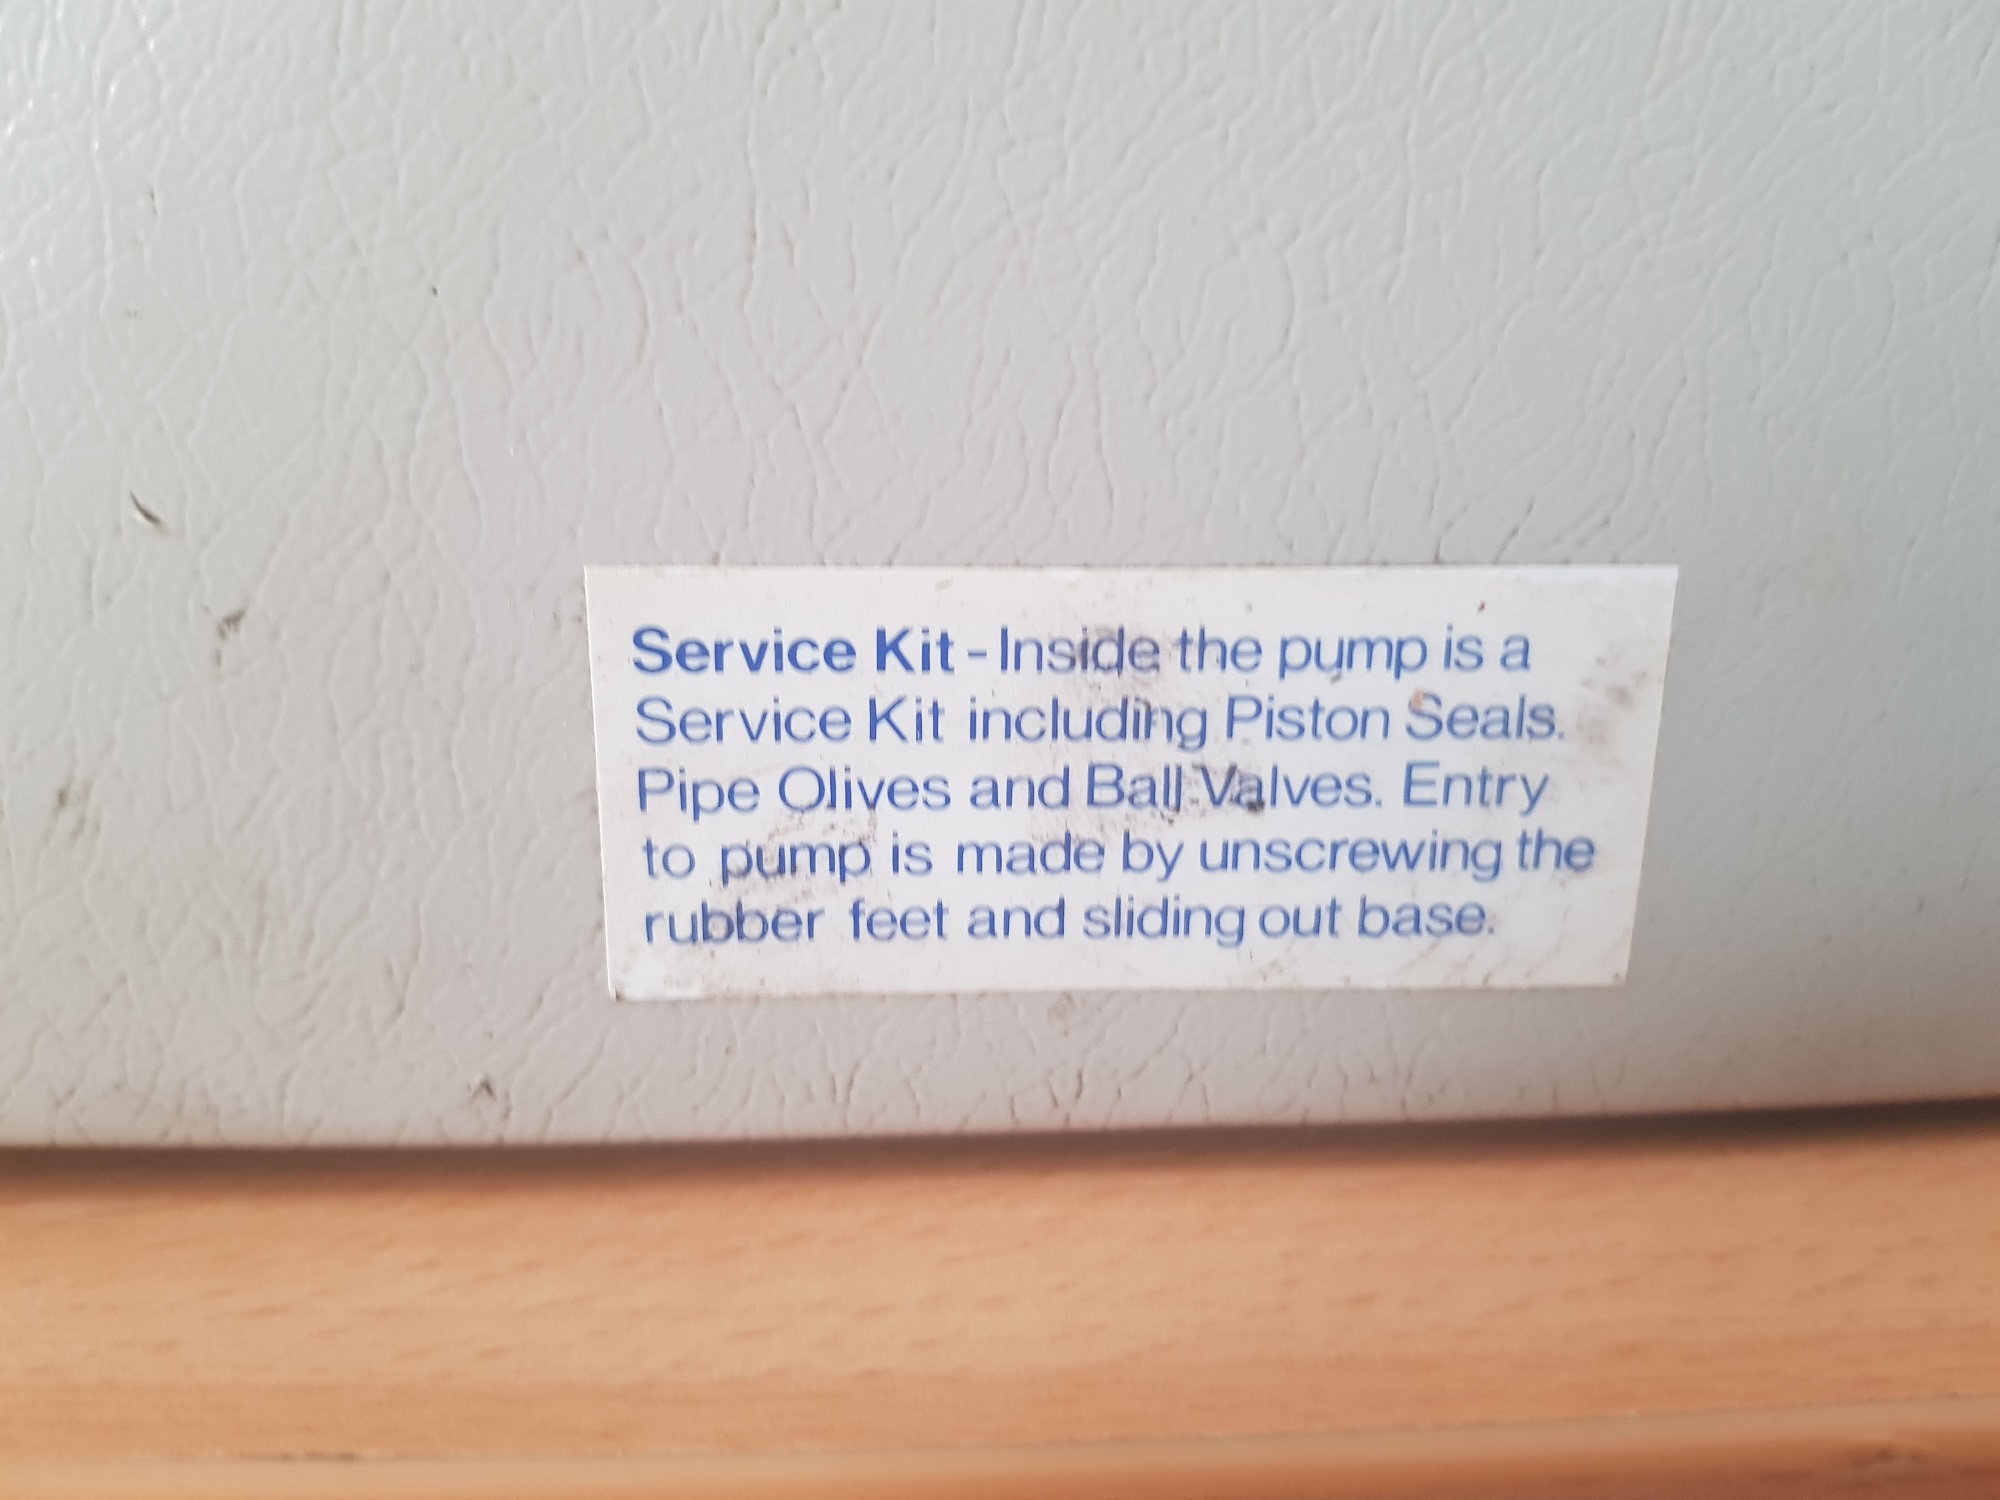 Service Kit - Inside the pump is a
Service Kit including Piston Seals.
Pipe Olives and Ball Valves. Entry
to pump is made by unscrewing the
rubber feet and sliding out base.